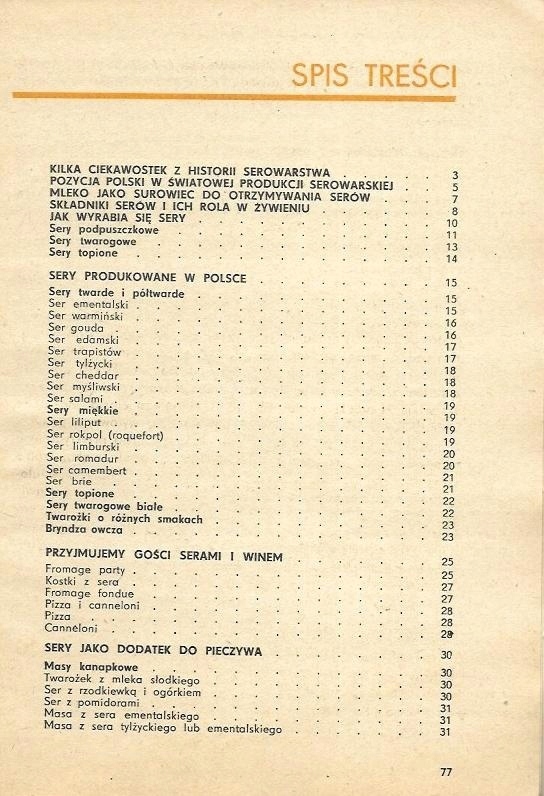 SPIS TREŚCI
KILKA CIEKAWOSTEK Z HISTORII SEROWARSTWA . . . . . 3
POZYCJA POLSKI W ŚWIATOWEJ PRODUKCJI SEROWARSKIEJ . . 5
MLEKO JAKO SUROWIEC DO OTRZYMYWANIA SERÓW . . . 7
SKŁADNIKI SERÓW I ICH ROLA W ŻYWIENIU . . . . . 8
JAK WYRABIA SIĘ SERY . . . . . 10
Sery podpuszczkowe . . . . . 11
Sery twarogowe . . . . . 13
Sery topione . . . . . 14
SERY PRODUKOWANE W POLSCE . . . . . 15
Sery twarde i półtwarde . . . . . 15
Ser ementalski . . . . . 15
Ser warmiński . . . . . 16
Ser gouda . . . . . 16
Ser edamski . . . . . 17
Ser trapistów . . . . . 17
Ser tylżycki . . . . . 18
Ser cheddar . . . . . 18
Ser myśliwski . . . . . 18
Ser salami . . . . . 19
Sery miękkie . . . . . 19
Ser liliput . . . . . 19
Ser rokpol (roquefort) . . . . . 19
Ser limburski . . . . . 20
Ser romadur . . . . . 20
Ser camembert . . . . . 21
Ser brie . . . . . 21
Sery topione . . . . . 22
Sery twarogowe białe . . . . . 22
Twarożki o różnych smakach . . . . . 23
Bryndza owcza . . . . . 23
PRZYJMUJEMY GOŚCI SERAMI I WINEM . . . . . 25
Fromage party . . . . . 25
Kostki z sera . . . . . 27
Fromage fondue . . . . . 27
Pizza i canneloni . . . . . 28
Pizza . . . . . 28
Canneloni . . . . . 28
SERY JAKO DODATEK DO PIECZYWA . . . . . 30
Masy kanapkowe . . . . . 30
Twarożek z mleka słodkiego . . . . . 30
Ser z rzodkiewką i ogórkiem . . . . . 30
Ser z pomidorami . . . . . 31
Masa z sera ementalskiego . . . . . 31
Masa z sera tylżyckiego lub ementalskiego . . . . . 31
77